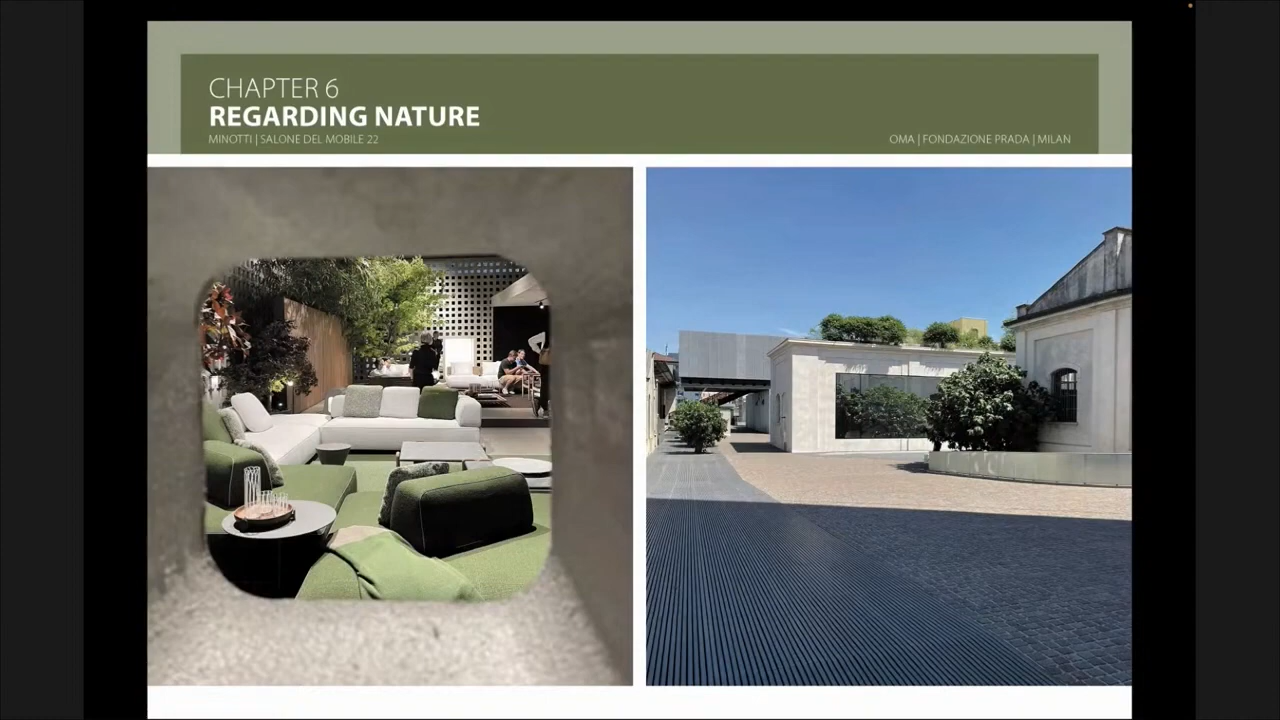 CHAPTER 6
REGARDING NATURE
MINOTTI | SALONE DEL MOBILE 22
OMA | FONDAZIONE PRADA | MILAN